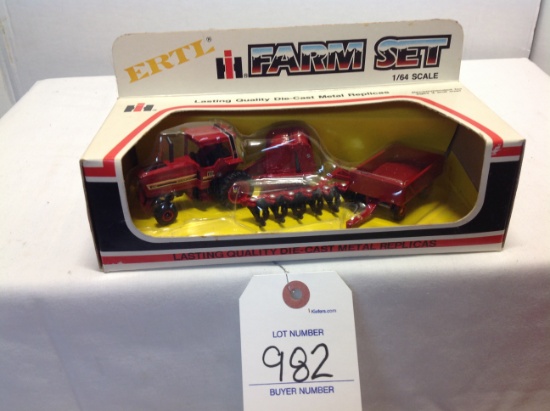 ERTL®
IH® FARM SET
1/64 SCALE
Lasting Quality Die-Cast Metal Replicas
IH®
LASTING QUALITY DIE-CAST METAL REPLICAS
LOT NUMBER
982
BUYER NUMBER